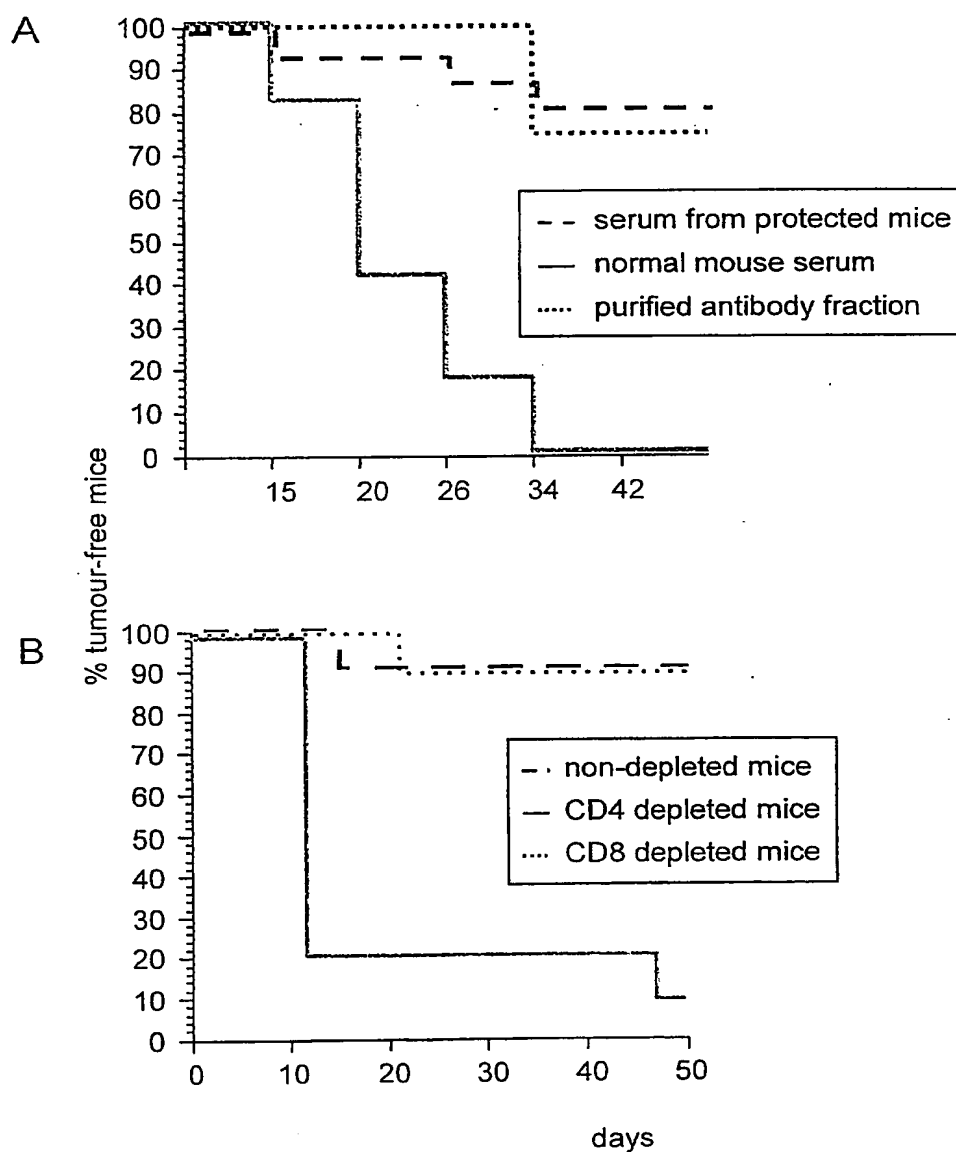 A
100
90
80
70
60
50
40
30
20
10
0
15 20 26 34 42
serum from protected mice
normal mouse serum
purified antibody fraction
% tumour-free mice
B
100
90
80
70
60
50
40
30
20
10
0
0 10 20 30 40 50
non-depleted mice
CD4 depleted mice
CD8 depleted mice
days